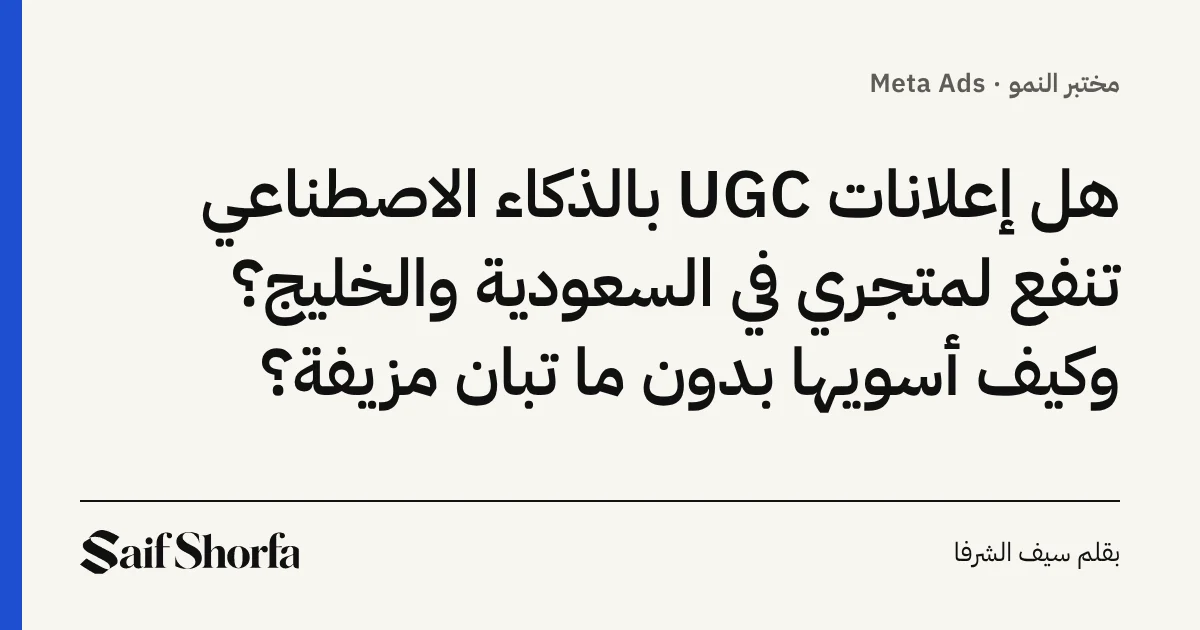 مختبر النمو · Meta Ads
هل إعلانات UGC بالذكاء الاصطناعي
تنفع لمتجري في السعودية والخليج؟
وكيف أسويها بدون ما تبان مزيفة؟
بقلم سيف الشرفا
Saif Shorfa